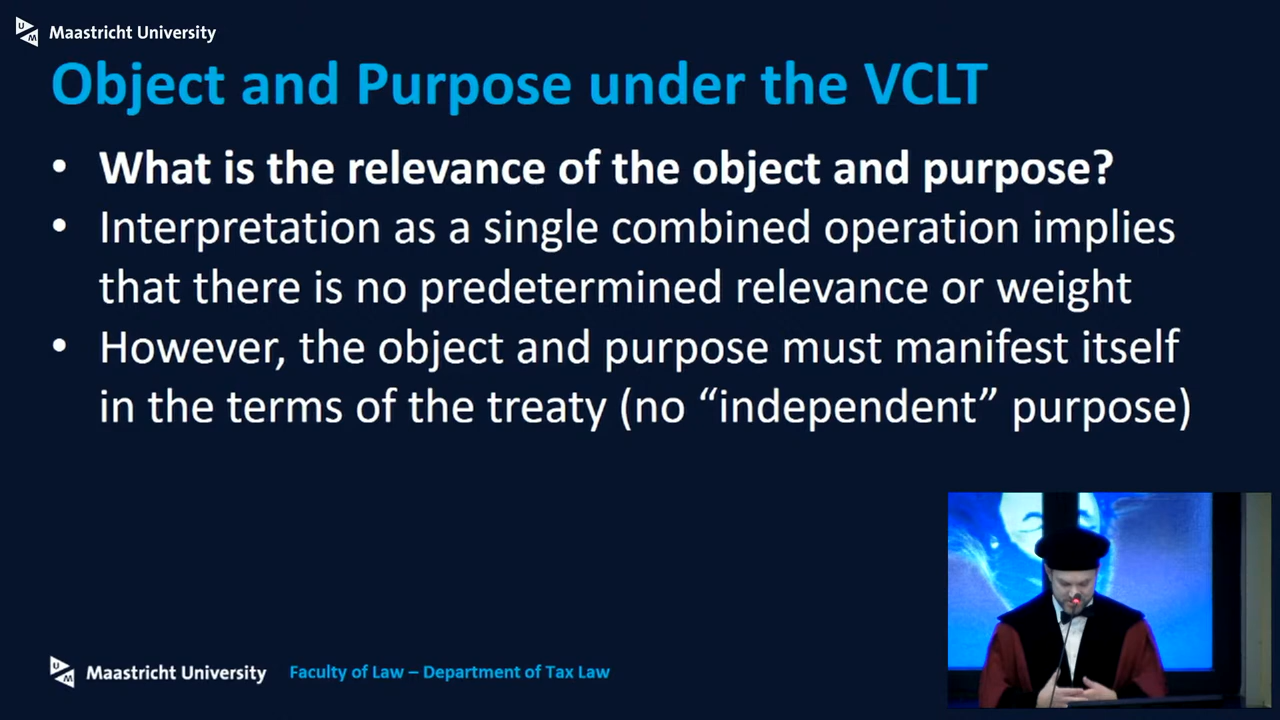 Maastricht University
Object and Purpose under the VCLT
• What is the relevance of the object and purpose?
• Interpretation as a single combined operation implies
that there is no predetermined relevance or weight
• However, the object and purpose must manifest itself
in the terms of the treaty (no “independent” purpose)
Maastricht University Faculty of Law – Department of Tax Law